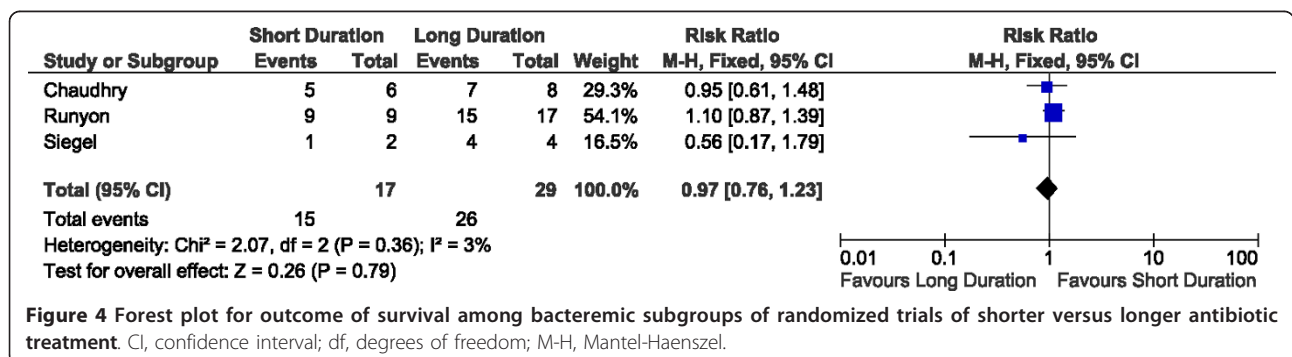 Short Duration Long Duration Risk Ratio Risk Ratio
Study or Subgroup Events Total Events Total Weight M-H, Fixed, 95% CI M-H, Fixed, 95% CI
Chaudhry 5 6 7 8 29.3% 0.95 [0.61, 1.48]
Runyon 9 9 15 17 54.1% 1.10 [0.87, 1.39]
Siegel 1 2 4 4 16.5% 0.56 [0.17, 1.79]
Total (95% CI) 17 29 100.0% 0.97 [0.76, 1.23]
Total events 15 26
Heterogeneity: Chi² = 2.07, df = 2 (P = 0.36); I² = 3%
Test for overall effect: Z = 0.26 (P = 0.79)
0.01 0.1 1 10 100
Favours Long Duration Favours Short Duration
Figure 4 Forest plot for outcome of survival among bacteremic subgroups of randomized trials of shorter versus longer antibiotic
treatment. CI, confidence interval; df, degrees of freedom; M-H, Mantel-Haenszel.